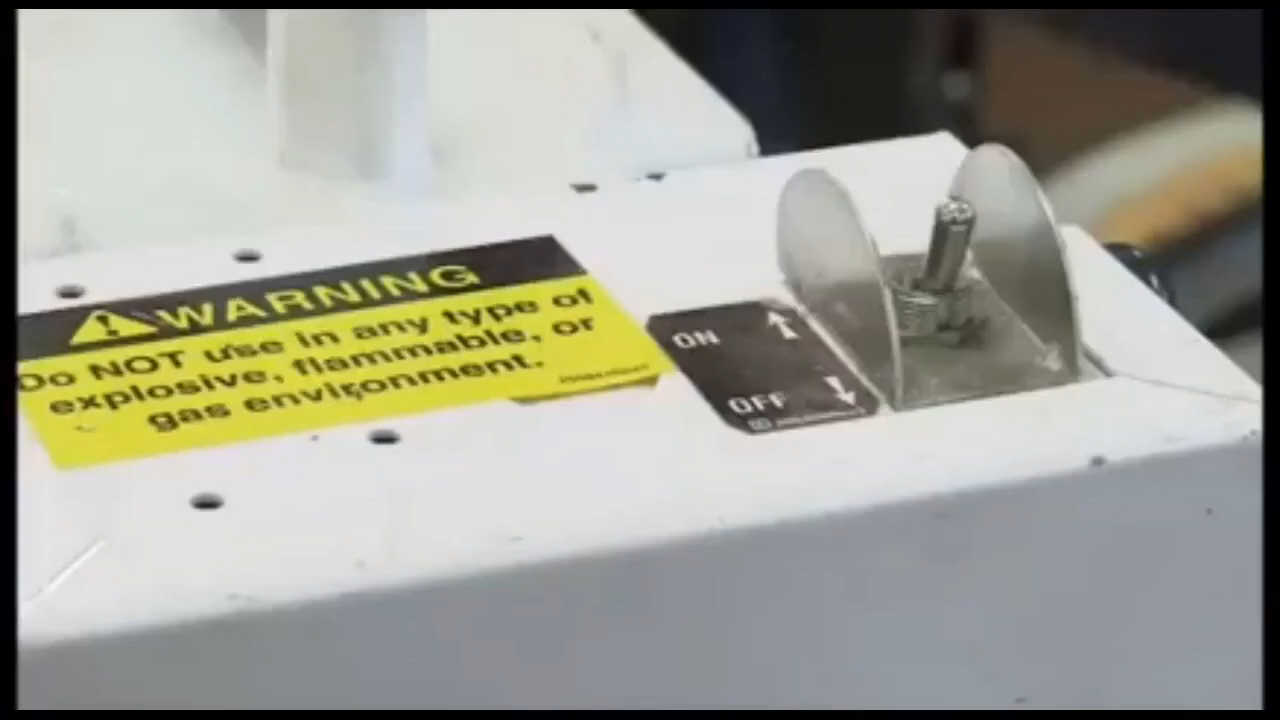 WARNING
Do NOT use in any type of
explosive, flammable, or
gas environment.
ON
OFF